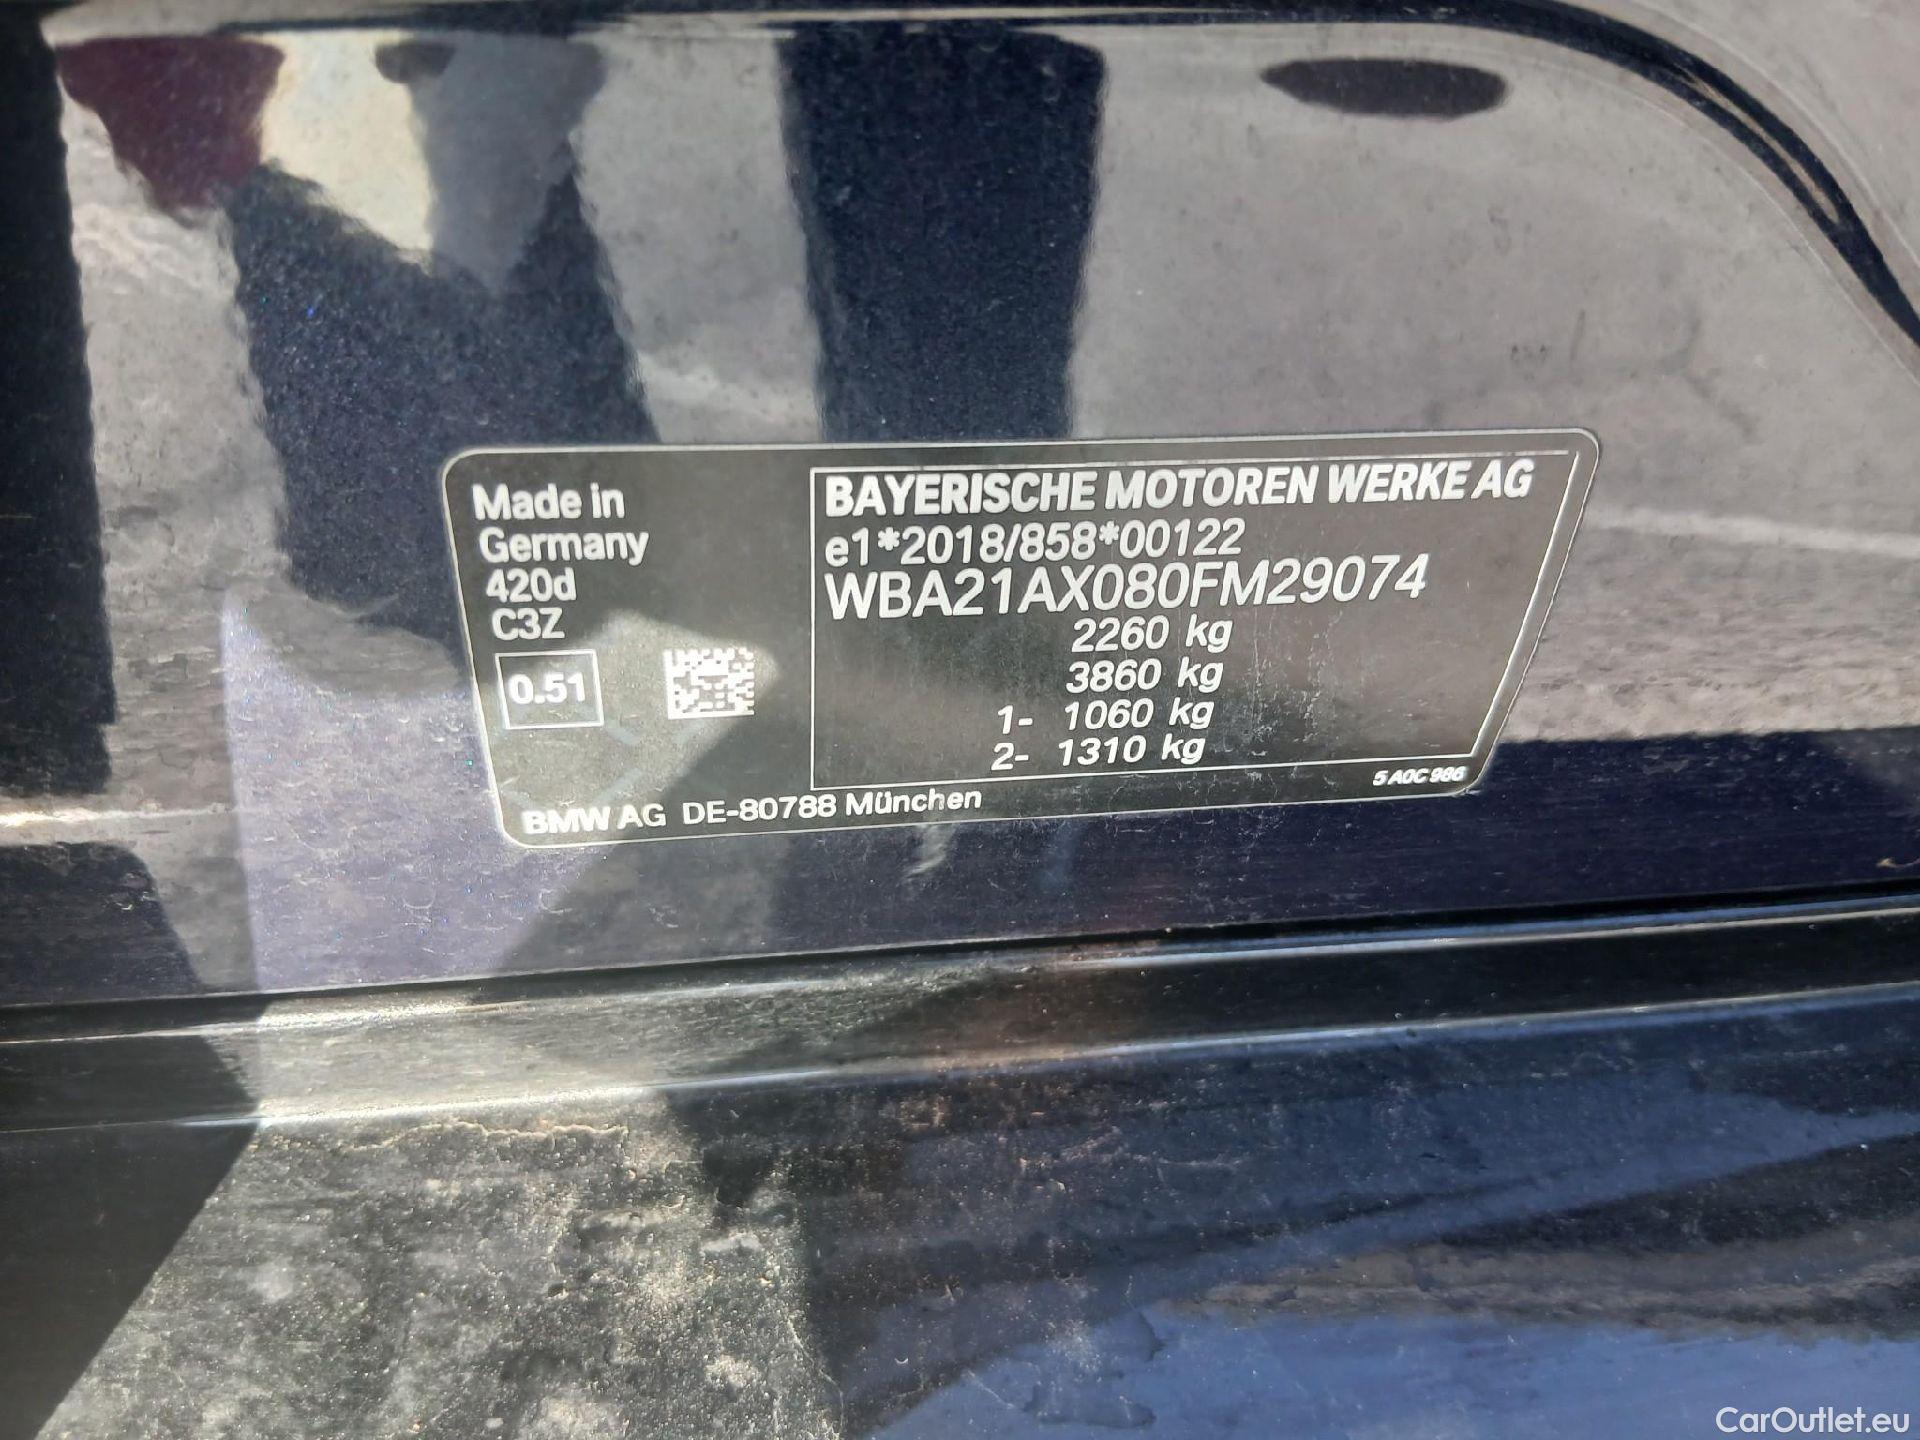 Made in
Germany
420d
C3Z
0.51
BAYERISCHE MOTOREN WERKE AG
e1*2018/858*00122
WBA21AX080FM29074
2260 kg
3860 kg
1- 1060 kg
2- 1310 kg
BMW AG DE-80788 München
5 A0C 986
CarOutlet.eu